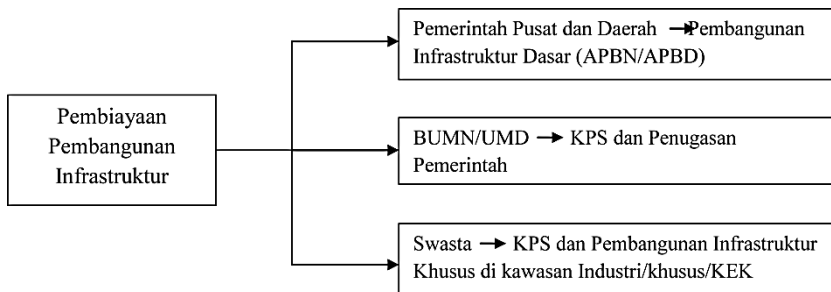 Pemerintah Pusat dan Daerah → Pembangunan
Infrastruktur Dasar (APBN/APBD)
Pembiayaan
Pembangunan
Infrastruktur
BUMN/UMD → KPS dan Penugasan
Pemerintah
Swasta → KPS dan Pembangunan Infrastruktur
Khusus di kawasan Industri/khusus/KEK